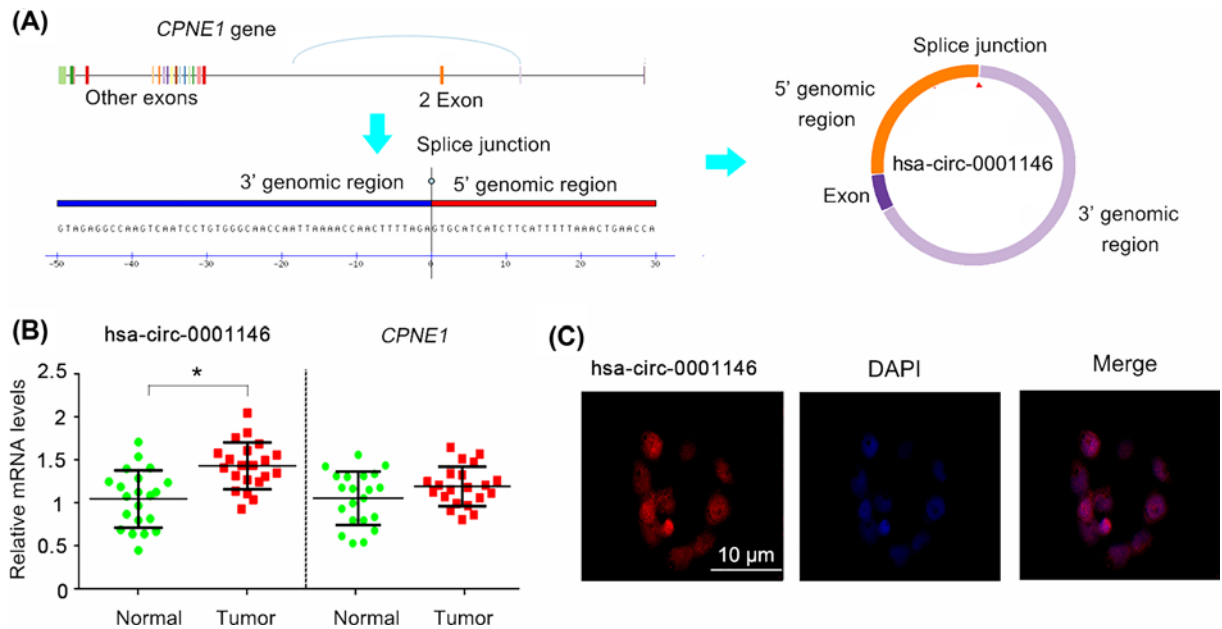 (A)
CPNE1 gene
Other exons
2 Exon
Splice junction
3’ genomic region
5’ genomic region
GTAGAGGCCAAGTCAATCCTGTGGGCAACCAATTAAAACCAACTTTTAGAGTGCATCATCTTCATTTTTAAACTGAACCA
-50
-40
-30
-20
-10
0
10
20
30
Splice junction
5’ genomic
region
hsa-circ-0001146
Exon
3’ genomic
region
(B)
hsa-circ-0001146
CPNE1
*
Relative mRNA levels
2.5
2
1.5
1
0.5
0
Normal
Tumor
Normal
Tumor
(C)
hsa-circ-0001146
DAPI
Merge
10 µm